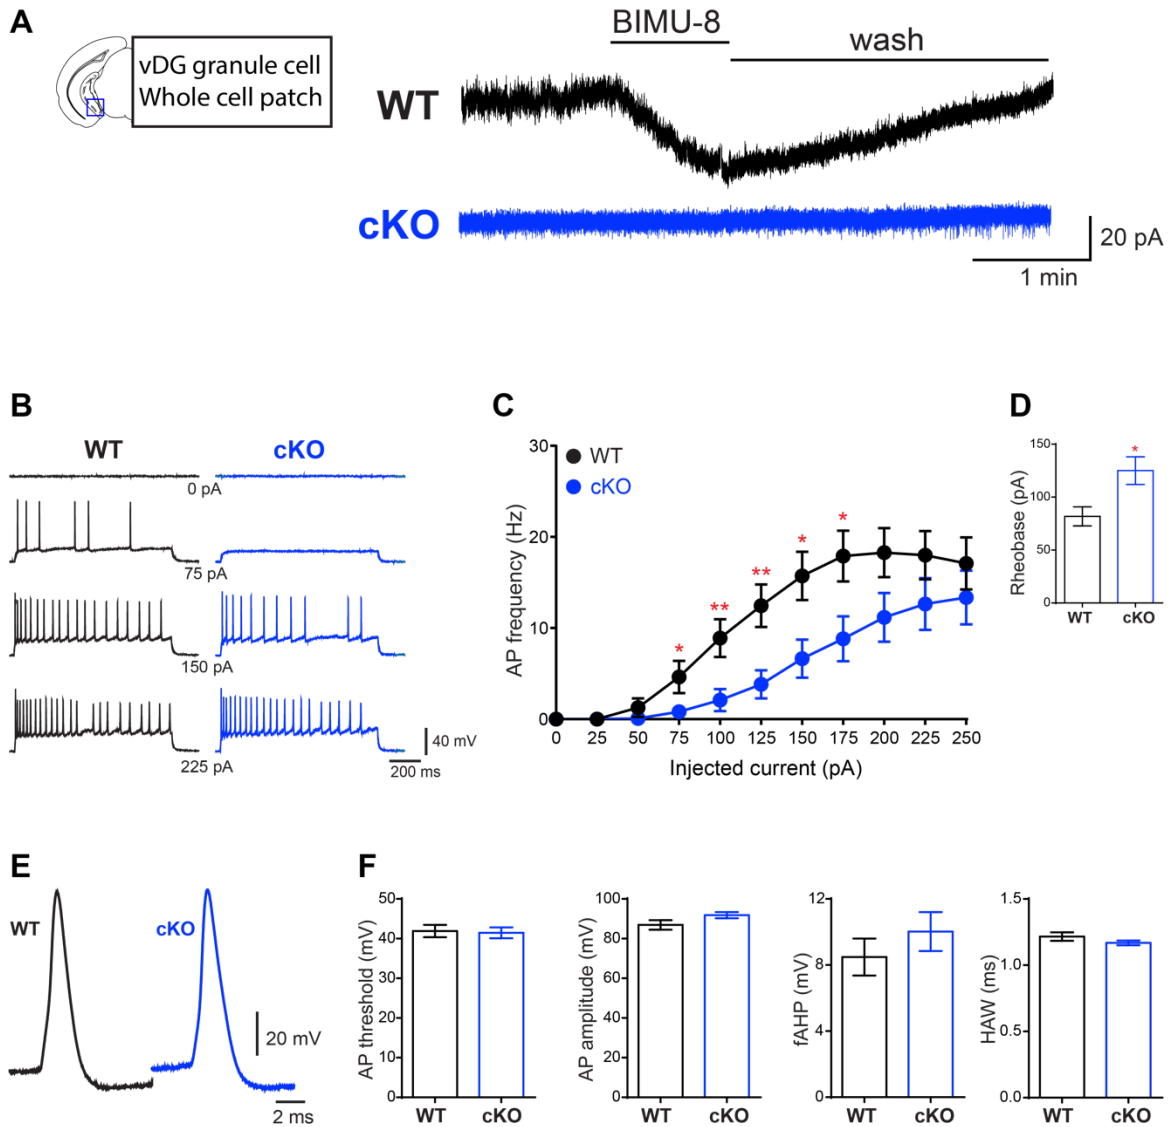 A
vDG granule cell
Whole cell patch
BIMU-8
wash
WT
cKO
20 pA
1 min
B
WT
cKO
0 pA
75 pA
150 pA
225 pA
40 mV
200 ms
C
WT
cKO
AP frequency (Hz)
30
20
10
0
* ** ** * *
0 25 50 75 100 125 150 175 200 225 250
Injected current (pA)
D
Rheobase (pA)
150
100
50
0
*
WT cKO
E
WT
cKO
20 mV
2 ms
F
AP threshold (mV)
50
40
30
20
10
0
WT cKO
AP amplitude (mV)
100
80
60
40
20
0
WT cKO
fAHP (mV)
12
8
4
0
WT cKO
HAW (ms)
1.5
1.0
0.5
0.0
WT cKO